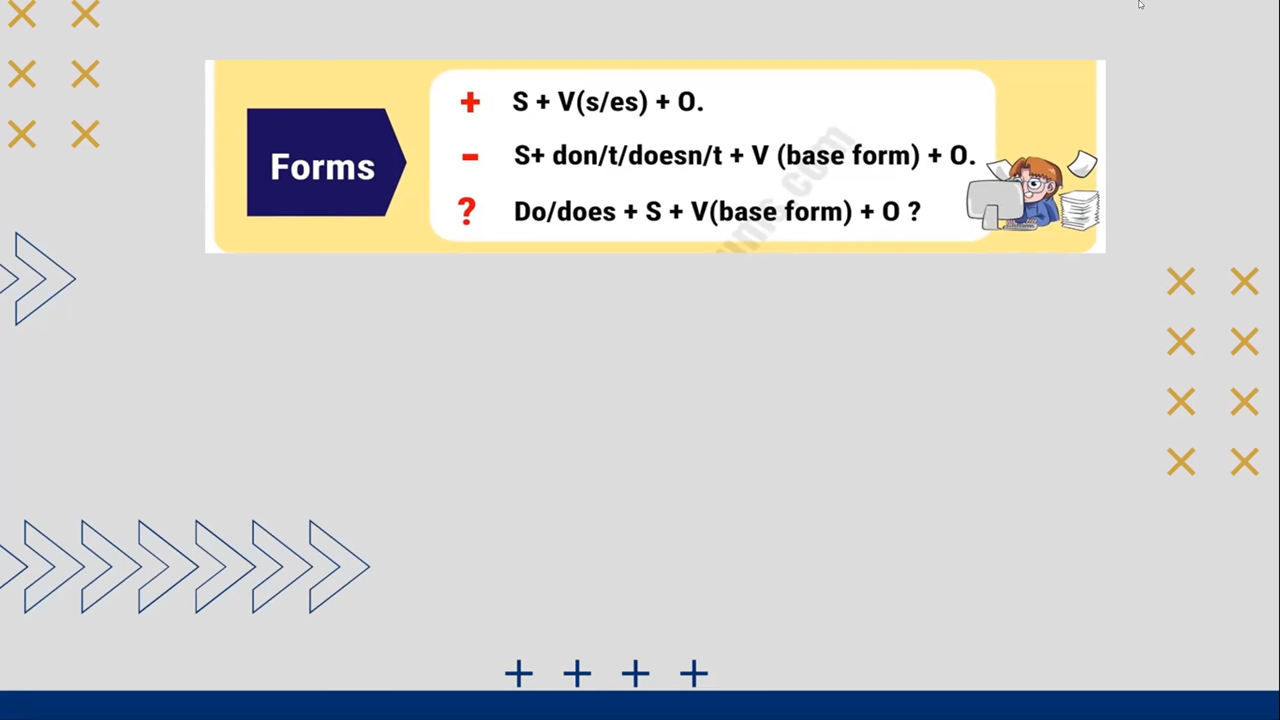 Forms
+ S + V(s/es) + O.
- S+ don/t/doesn/t + V (base form) + O.
? Do/does + S + V(base form) + O ?